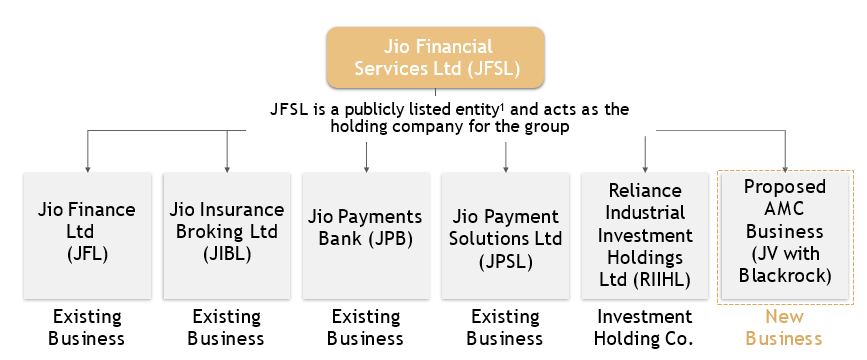 Jio Financial
Services Ltd (JFSL)
JFSL is a publicly listed entity¹ and acts as the
holding company for the group
Jio Finance
Ltd
(JFL)
Jio Insurance
Broking Ltd
(JIBL)
Jio Payments
Bank (JPB)
Jio Payment
Solutions Ltd
(JPSL)
Reliance
Industrial
Investment
Holdings
Ltd (RIIHL)
Proposed
AMC
Business
(JV with
Blackrock)
Existing
Business
Existing
Business
Existing
Business
Existing
Business
Investment
Holding Co.
New
Business